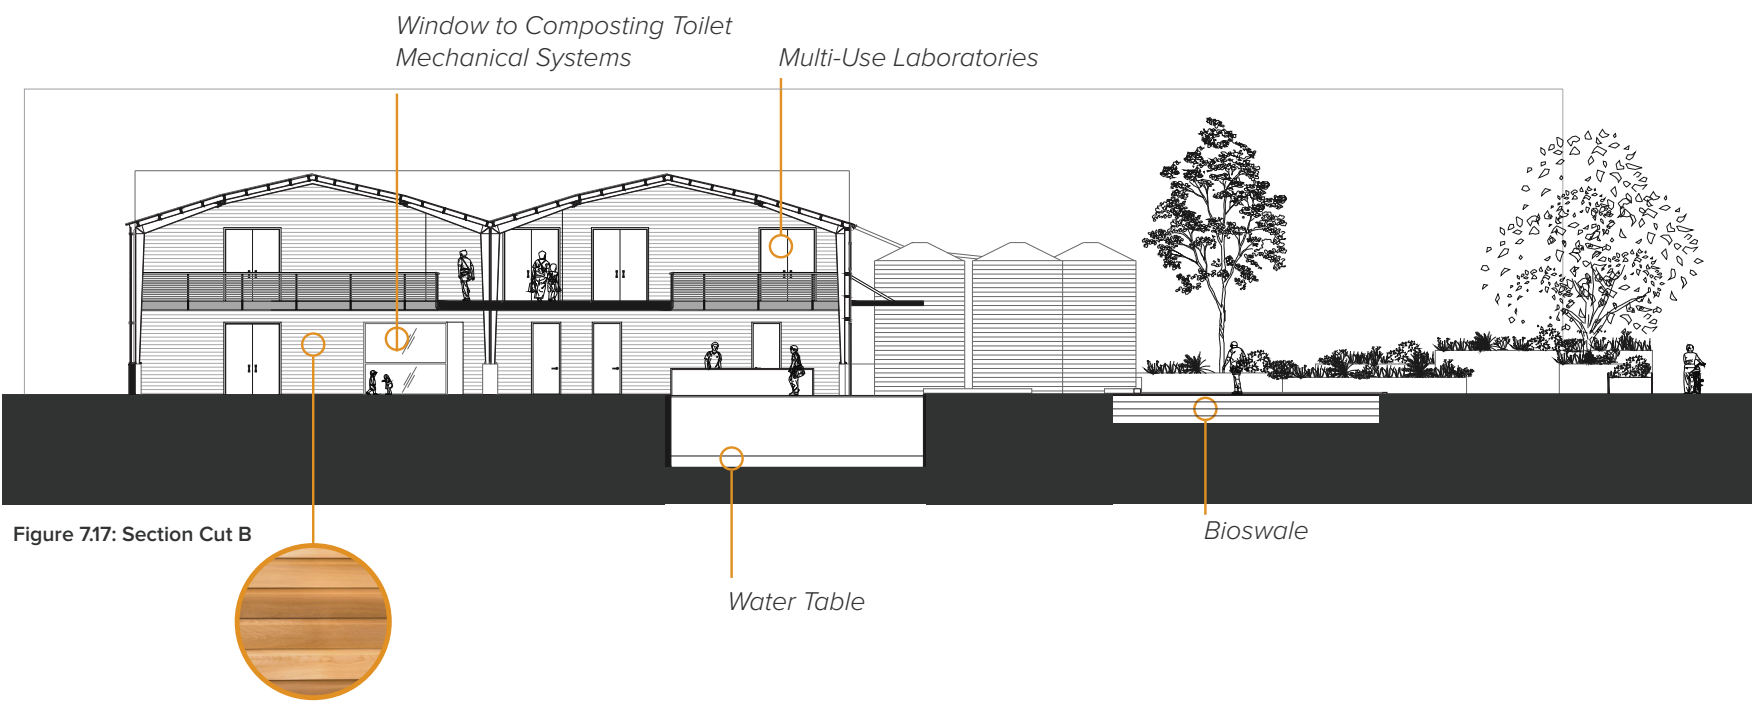 Window to Composting Toilet
Mechanical Systems
Multi-Use Laboratories
Figure 7.17: Section Cut B
Bioswale
Water Table